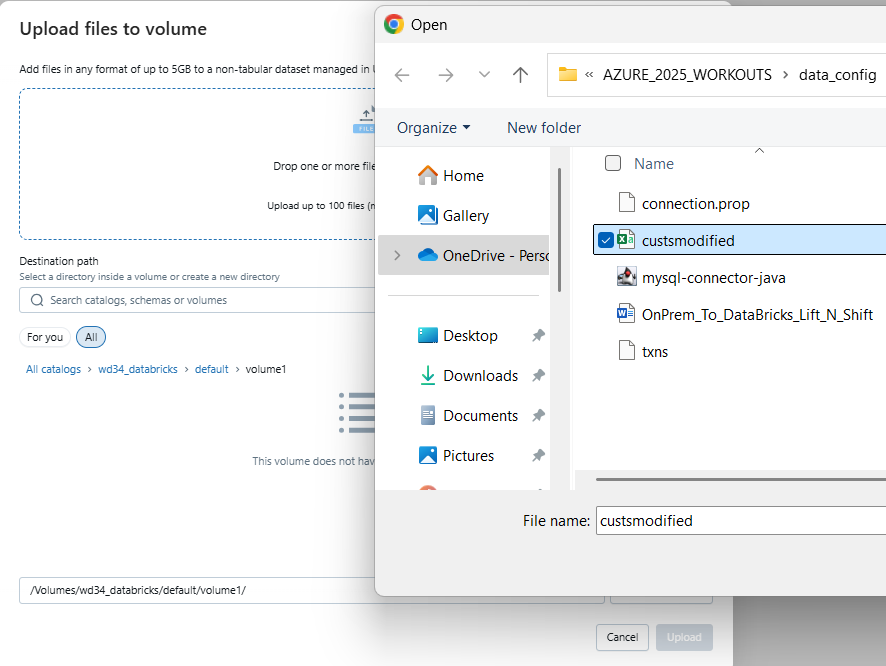 Upload files to volume
Add files in any format of up to 5GB to a non-tabular dataset managed in
FILE
Drop one or more file
Upload up to 100 files
Destination path
Select a directory inside a volume or create a new directory
Search catalogs, schemas or volumes
For you
All
All catalogs › wd34_databricks › default › volume1
This volume does not hav
/Volumes/wd34_databricks/default/volume1/
Cancel
Upload
Open
« AZURE_2025_WORKOUTS › data_config
Organize
New folder
Home
Gallery
OneDrive - Perso
Desktop
Downloads
Documents
Pictures
Name
connection.prop
custsmodified
mysql-connector-java
OnPrem_To_DataBricks_Lift_N_Shift
txns
File name: custsmodified